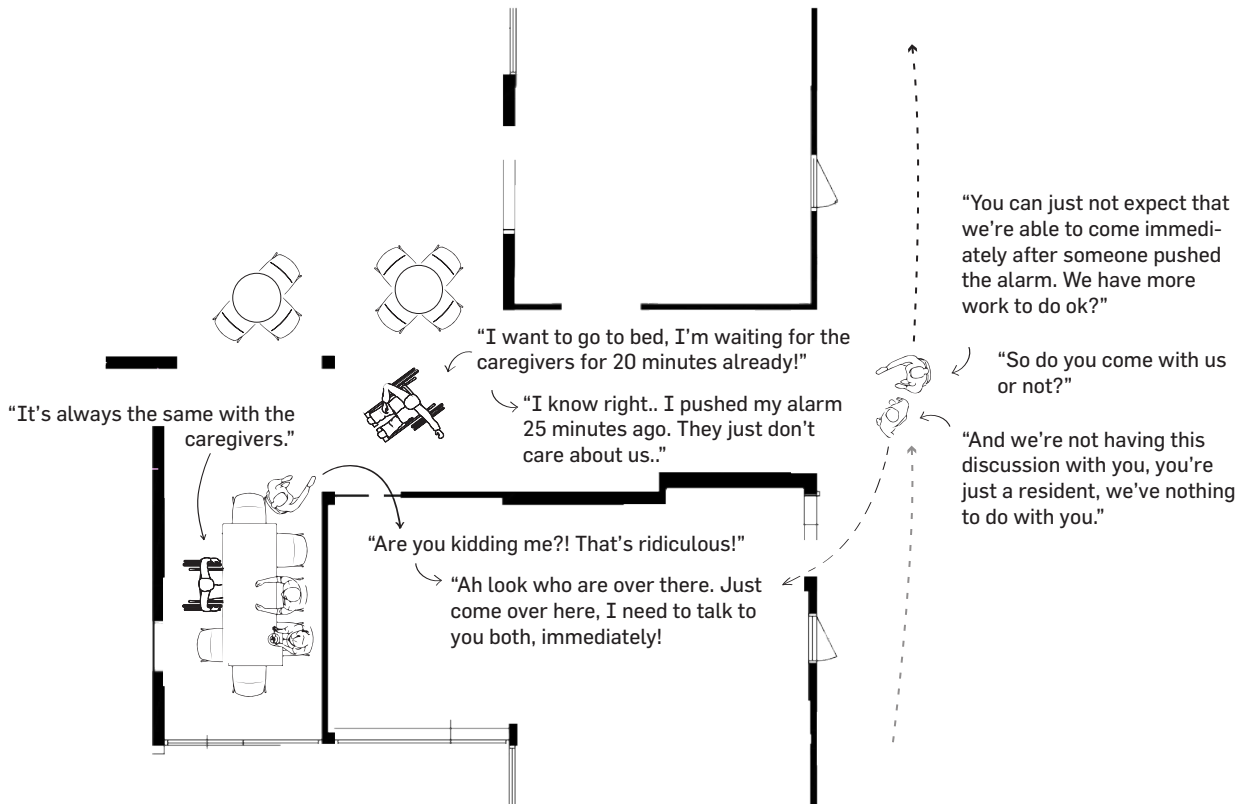 “You can just not expect that
we’re able to come immedi-
ately after someone pushed
the alarm. We have more
work to do ok?”
“I want to go to bed, I’m waiting for the
caregivers for 20 minutes already!”
“So do you come with us
or not?”
“I know right.. I pushed my alarm
25 minutes ago. They just don’t
care about us..”
“It’s always the same with the
caregivers.”
“And we’re not having this
discussion with you, you’re
just a resident, we’ve nothing
to do with you.”
“Are you kidding me?! That’s ridiculous!”
“Ah look who are over there. Just
come over here, I need to talk to
you both, immediately!